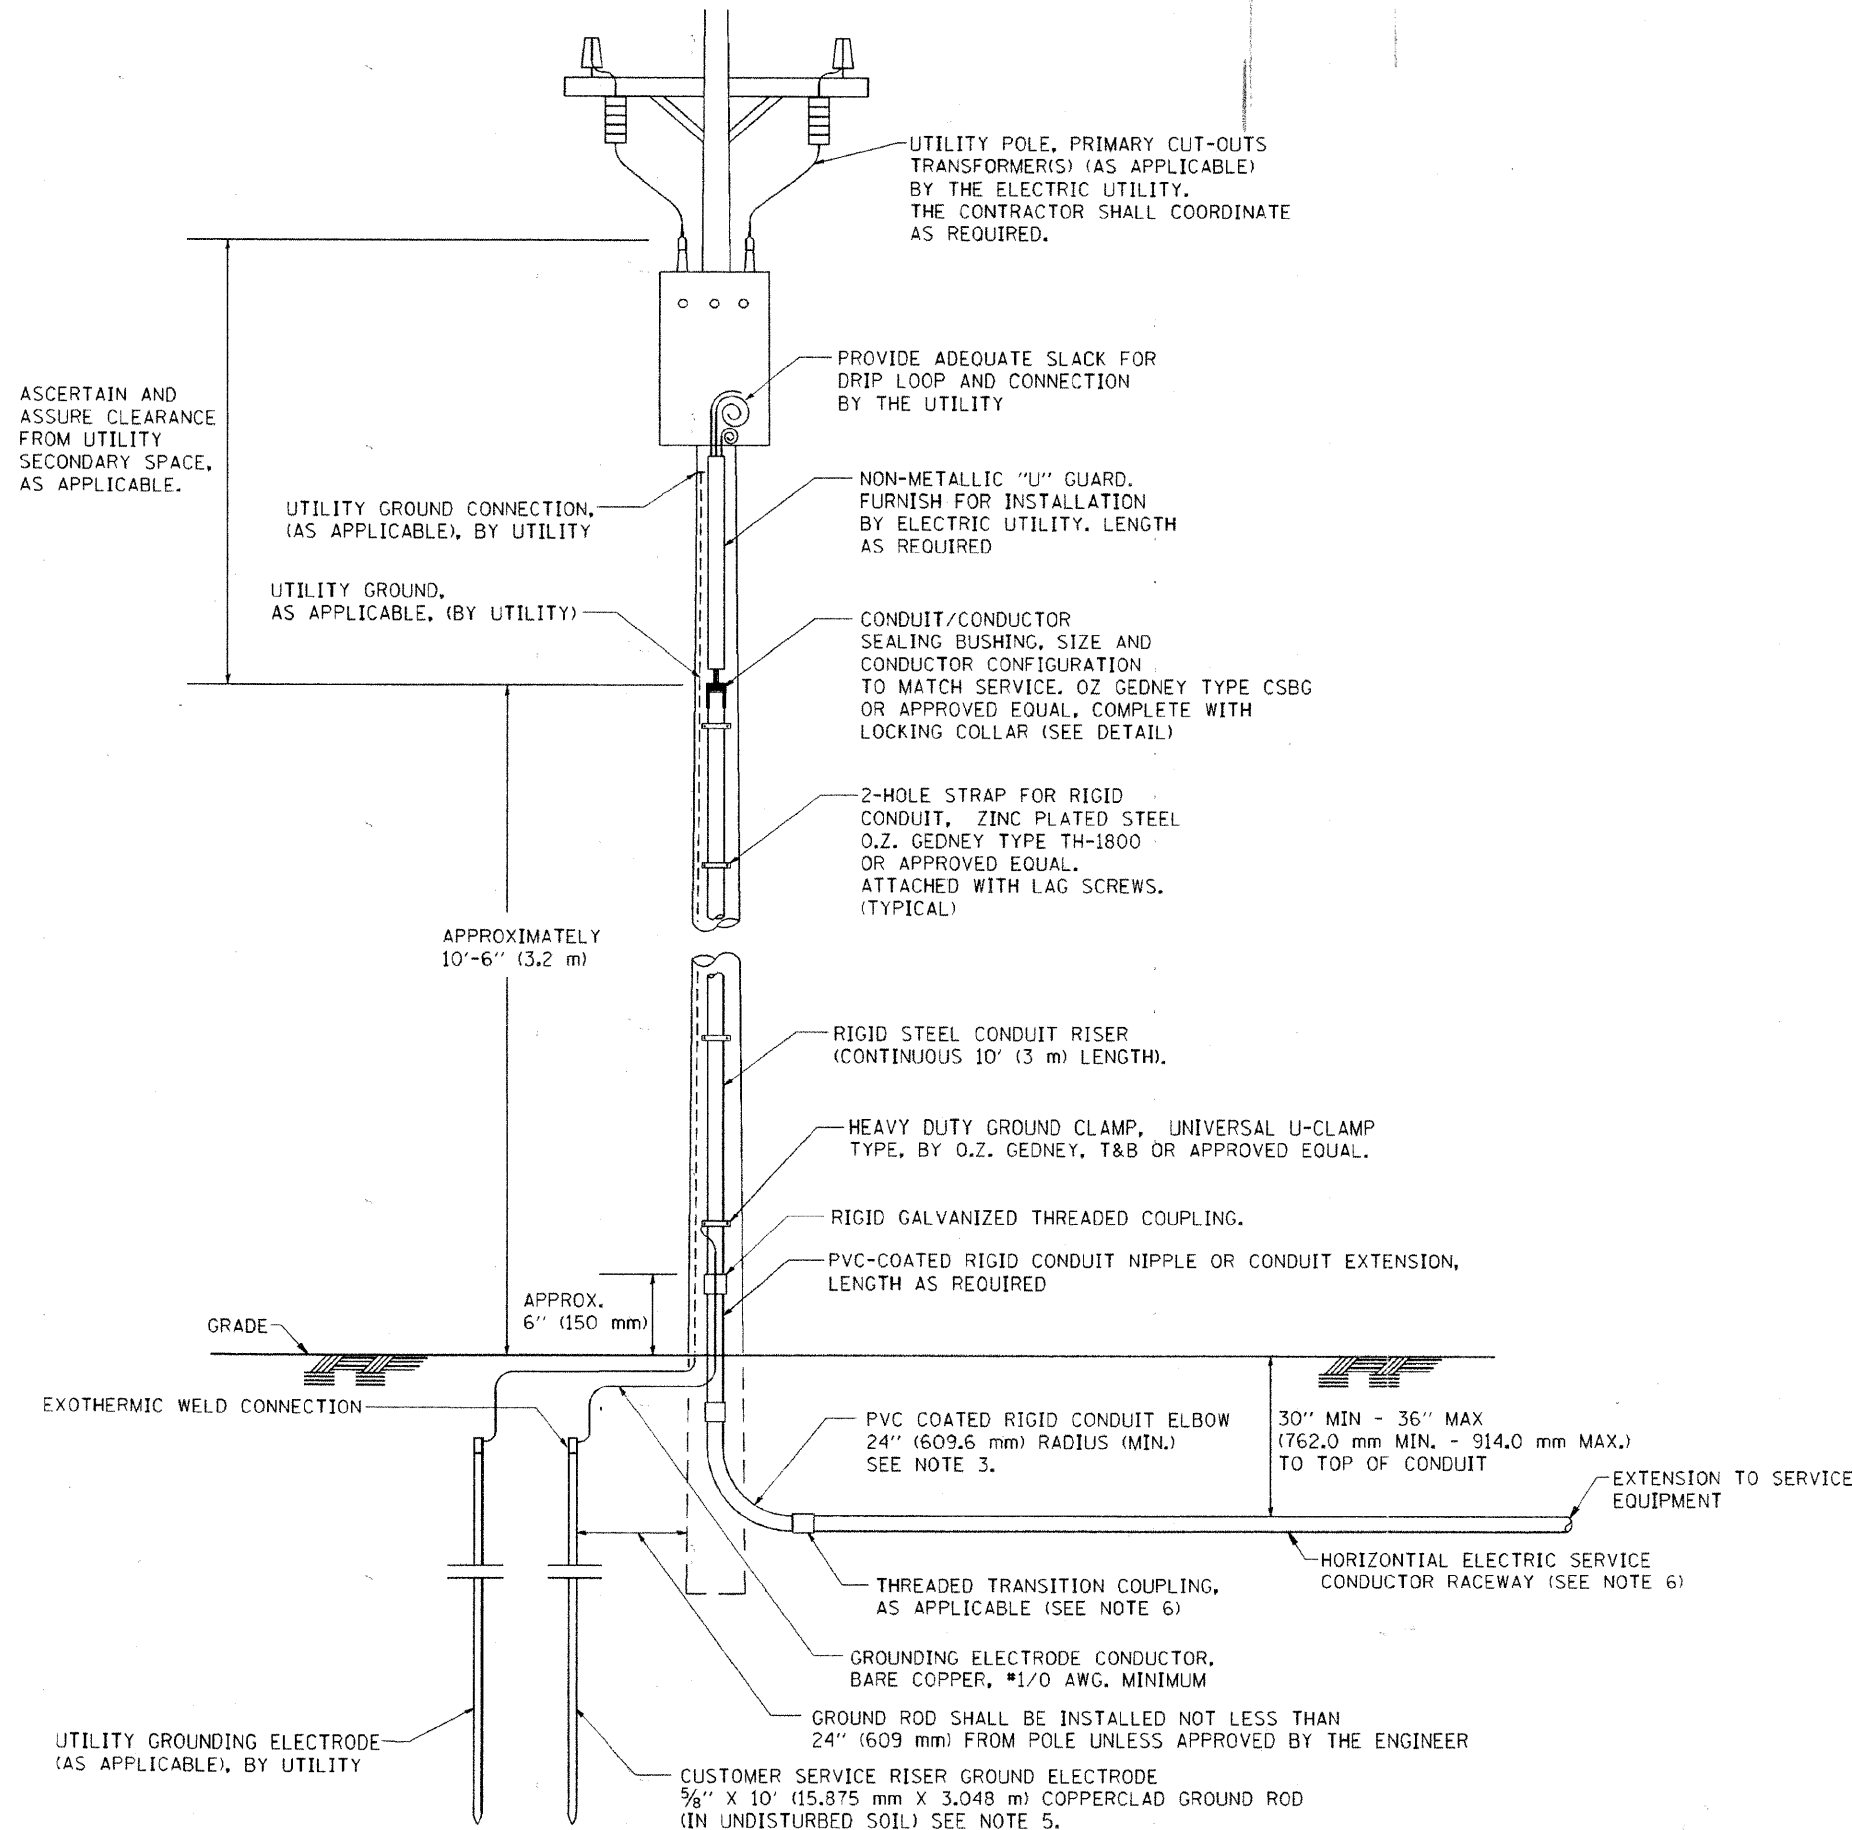 UTILITY POLE, PRIMARY CUT-OUTS
TRANSFORMER(S) (AS APPLICABLE)
BY THE ELECTRIC UTILITY.
THE CONTRACTOR SHALL COORDINATE
AS REQUIRED.
PROVIDE ADEQUATE SLACK FOR
DRIP LOOP AND CONNECTION
BY THE UTILITY
ASCERTAIN AND
ASSURE CLEARANCE
FROM UTILITY
SECONDARY SPACE,
AS APPLICABLE.
NON-METALLIC "U" GUARD.
FURNISH FOR INSTALLATION
BY ELECTRIC UTILITY. LENGTH
AS REQUIRED
UTILITY GROUND CONNECTION,
(AS APPLICABLE), BY UTILITY
UTILITY GROUND,
AS APPLICABLE, (BY UTILITY)
CONDUIT/CONDUCTOR
SEALING BUSHING, SIZE AND
CONDUCTOR CONFIGURATION
TO MATCH SERVICE. OZ GEDNEY TYPE CSBG
OR APPROVED EQUAL, COMPLETE WITH
LOCKING COLLAR (SEE DETAIL)
2-HOLE STRAP FOR RIGID
CONDUIT, ZINC PLATED STEEL
O.Z. GEDNEY TYPE TH-1800
OR APPROVED EQUAL.
ATTACHED WITH LAG SCREWS.
(TYPICAL)
APPROXIMATELY
10'-6'' (3.2 m)
RIGID STEEL CONDUIT RISER
(CONTINUOUS 10' (3 m) LENGTH).
HEAVY DUTY GROUND CLAMP, UNIVERSAL U-CLAMP
TYPE, BY O.Z. GEDNEY, T&B OR APPROVED EQUAL.
RIGID GALVANIZED THREADED COUPLING.
PVC-COATED RIGID CONDUIT NIPPLE OR CONDUIT EXTENSION,
LENGTH AS REQUIRED
APPROX.
6'' (150 mm)
GRADE
EXOTHERMIC WELD CONNECTION
PVC COATED RIGID CONDUIT ELBOW
24'' (609.6 mm) RADIUS (MIN.)
SEE NOTE 3.
30'' MIN - 36'' MAX
(762.0 mm MIN. - 914.0 mm MAX.)
TO TOP OF CONDUIT
EXTENSION TO SERVICE
EQUIPMENT
HORIZONTIAL ELECTRIC SERVICE
CONDUCTOR RACEWAY (SEE NOTE 6)
THREADED TRANSITION COUPLING,
AS APPLICABLE (SEE NOTE 6)
GROUNDING ELECTRODE CONDUCTOR,
BARE COPPER, #1/0 AWG. MINIMUM
GROUND ROD SHALL BE INSTALLED NOT LESS THAN
24'' (609 mm) FROM POLE UNLESS APPROVED BY THE ENGINEER
UTILITY GROUNDING ELECTRODE
(AS APPLICABLE), BY UTILITY
CUSTOMER SERVICE RISER GROUND ELECTRODE
5/8'' X 10' (15.875 mm X 3.048 m) COPPERCLAD GROUND ROD
(IN UNDISTURBED SOIL) SEE NOTE 5.